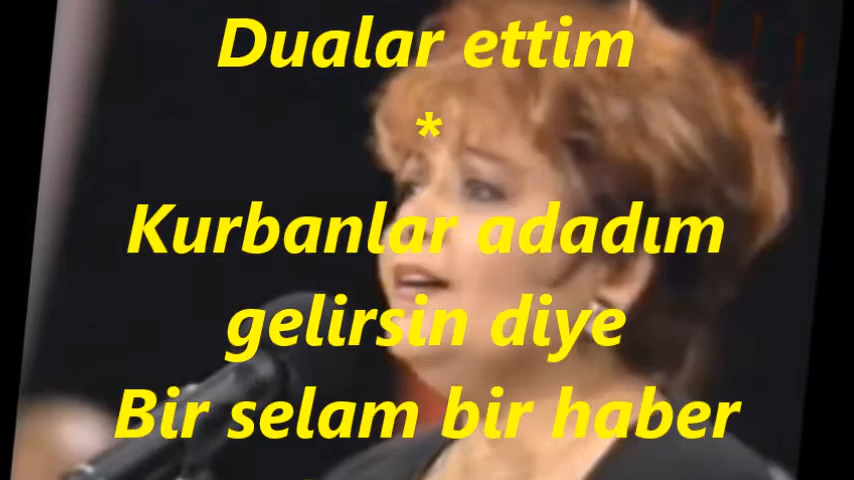 Dualar ettim
*
Kurbanlar adadım
gelirsin diye
Bir selam bir haber